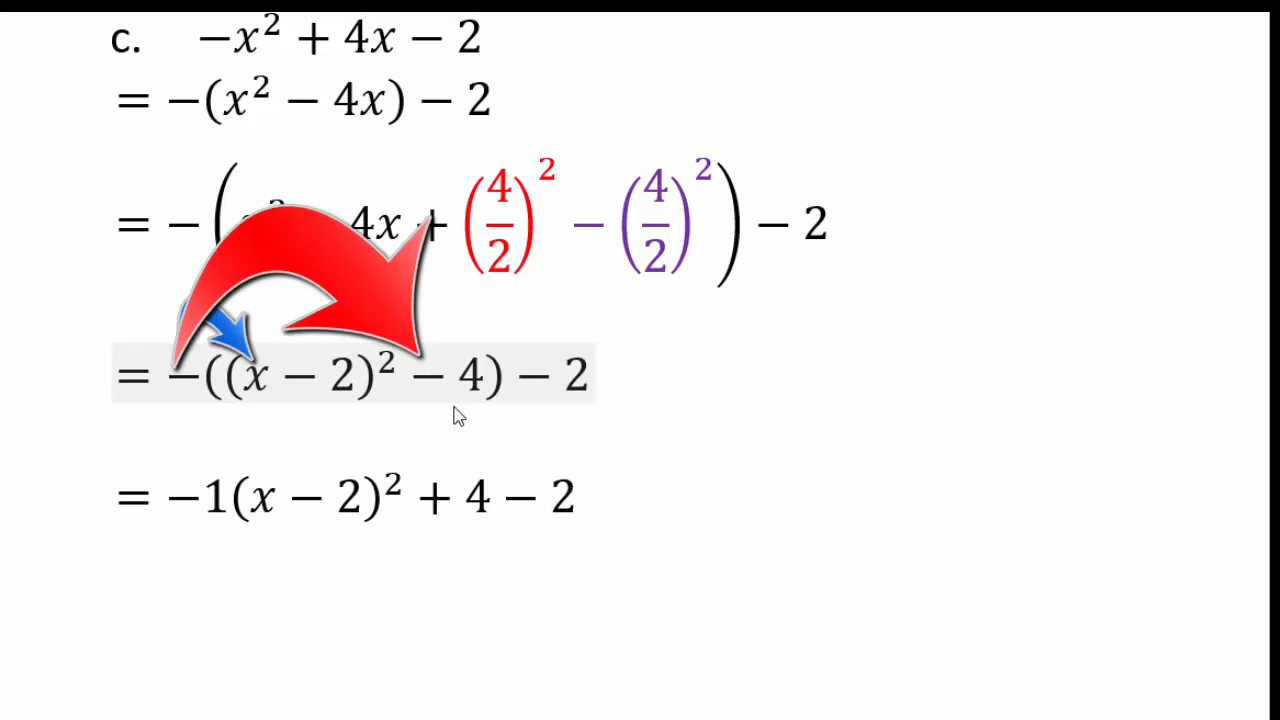 c. −x² + 4x − 2
= −(x² − 4x) − 2
= −( 4x + (4/2)² − (4/2)²) − 2
= −((x − 2)² − 4) − 2
= −1(x − 2)² + 4 − 2